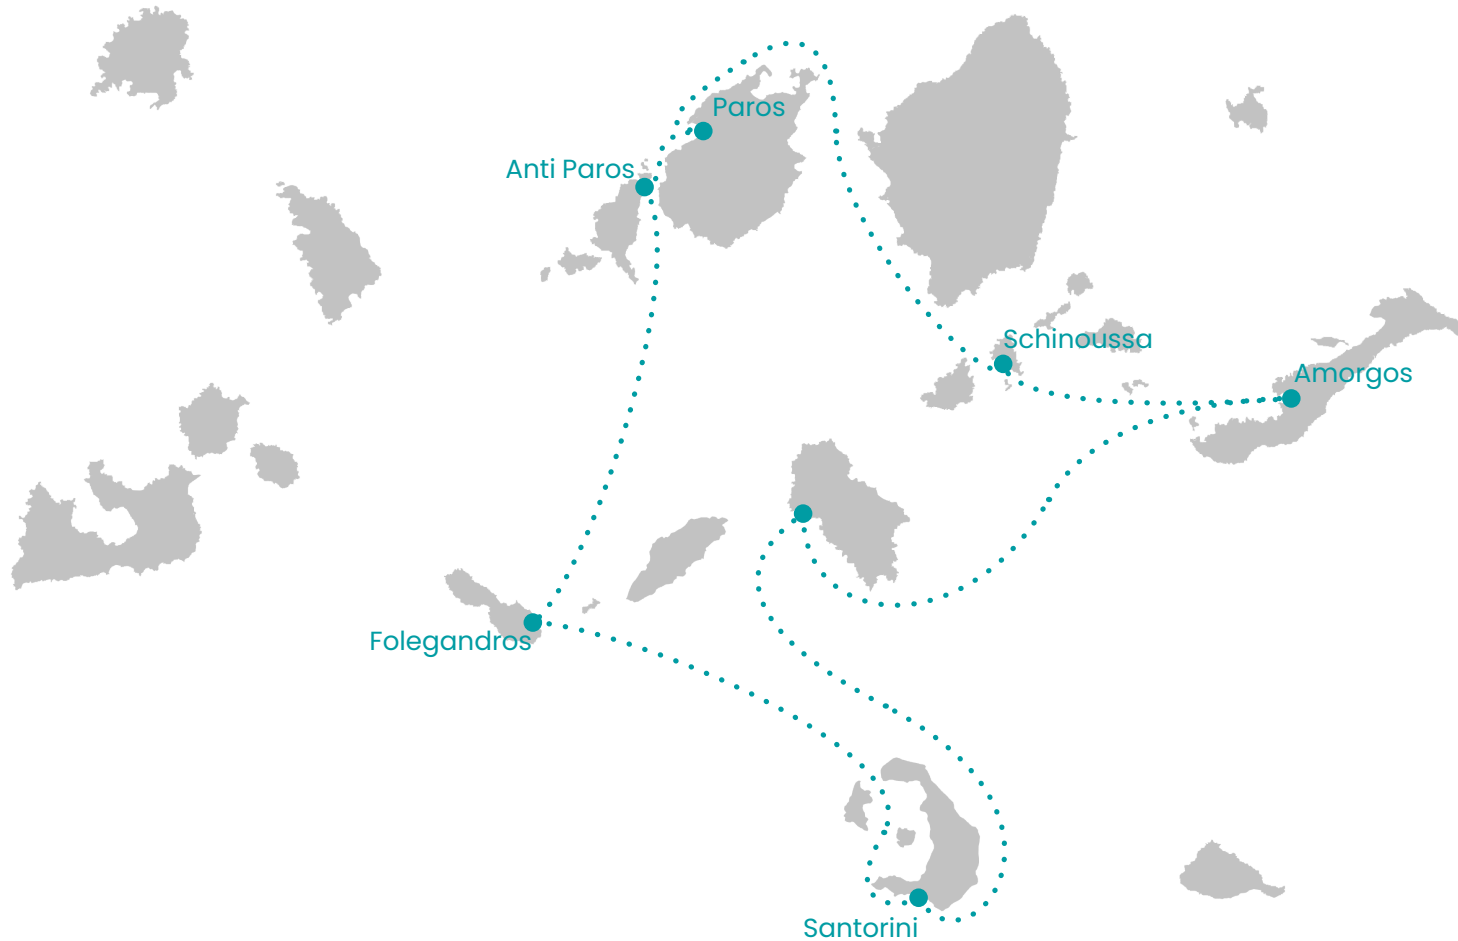 Paros
Anti Paros
Schinoussa
Amorgos
Folegandros
Santorini